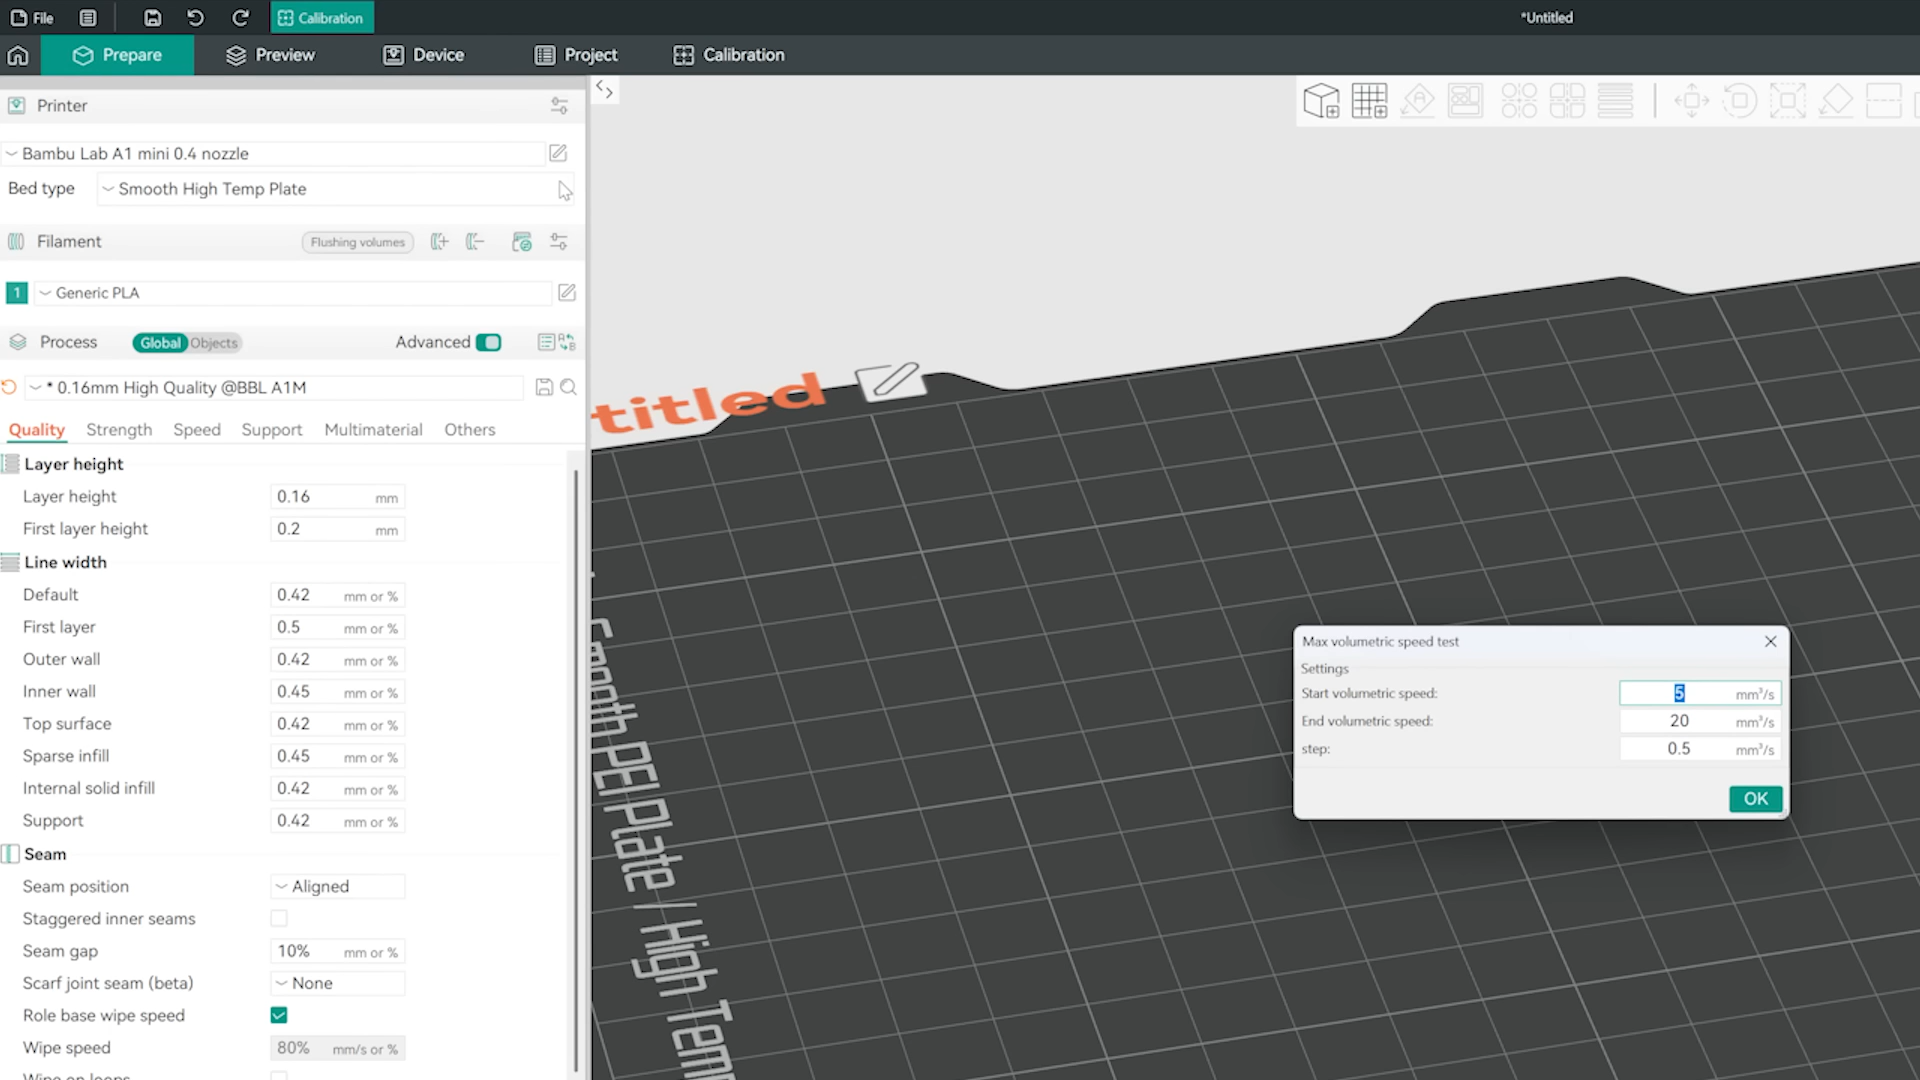 File
Calibration
*Untitled
Prepare
Preview
Device
Project
Calibration
Printer
Bambu Lab A1 mini 0.4 nozzle
Bed type
Smooth High Temp Plate
Filament
Flushing volumes
1
Generic PLA
Process
Global
Objects
Advanced
* 0.16mm High Quality @BBL A1M
Quality
Strength
Speed
Support
Multimaterial
Others
Layer height
Layer height 0.16 mm
First layer height 0.2 mm
Line width
Default 0.42 mm or %
First layer 0.5 mm or %
Outer wall 0.42 mm or %
Inner wall 0.45 mm or %
Top surface 0.42 mm or %
Sparse infill 0.45 mm or %
Internal solid infill 0.42 mm or %
Support 0.42 mm or %
Seam
Seam position Aligned
Staggered inner seams
Seam gap 10% mm or %
Scarf joint seam (beta) None
Role base wipe speed
Wipe speed 80% mm/s or %
Wipe on loops
titled
Smooth PEI Plate / High Temp
Max volumetric speed test
Settings
Start volumetric speed: 5 mm³/s
End volumetric speed: 20 mm³/s
step: 0.5 mm³/s
OK